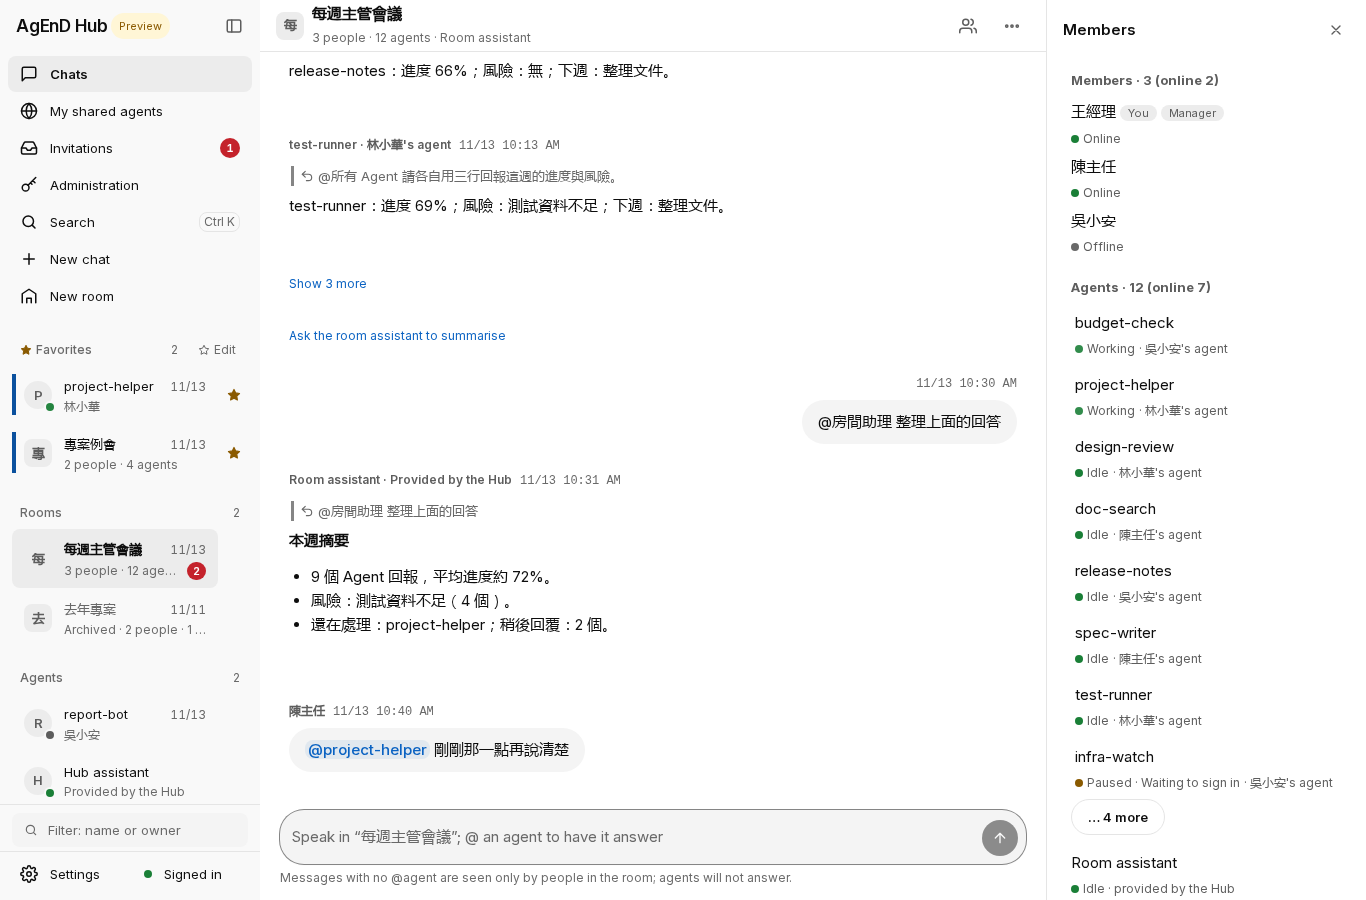 AgEnD Hub Preview
Chats
My shared agents
Invitations 1
Administration
Search Ctrl K
New chat
New room
Favorites 2 Edit
P project-helper 11/13
林小華
專 專案例會 11/13
2 people · 4 agents
Rooms 2
每 每週主管會議 11/13
3 people · 12 age… 2
去 去年專案 11/11
Archived · 2 people · 1 …
Agents 2
R report-bot 11/13
吳小安
H Hub assistant
Provided by the Hub
Filter: name or owner
Settings Signed in
每 每週主管會議
3 people · 12 agents · Room assistant
release-notes：進度 66%；風險：無；下週：整理文件。
test-runner · 林小華's agent 11/13 10:13 AM
@所有 Agent 請各自用三行回報這週的進度與風險。
test-runner：進度 69%；風險：測試資料不足；下週：整理文件。
Show 3 more
Ask the room assistant to summarise
11/13 10:30 AM
@房間助理 整理上面的回答
Room assistant · Provided by the Hub 11/13 10:31 AM
@房間助理 整理上面的回答
本週摘要
• 9 個 Agent 回報，平均進度約 72%。
• 風險：測試資料不足（4 個）。
• 還在處理：project-helper；稍後回覆：2 個。
陳主任 11/13 10:40 AM
@project-helper 剛剛那一點再說清楚
Speak in “每週主管會議”; @ an agent to have it answer
Messages with no @agent are seen only by people in the room; agents will not answer.
Members
Members · 3 (online 2)
王經理 You Manager
Online
陳主任
Online
吳小安
Offline
Agents · 12 (online 7)
budget-check
Working · 吳小安's agent
project-helper
Working · 林小華's agent
design-review
Idle · 林小華's agent
doc-search
Idle · 陳主任's agent
release-notes
Idle · 吳小安's agent
spec-writer
Idle · 陳主任's agent
test-runner
Idle · 林小華's agent
infra-watch
Paused · Waiting to sign in · 吳小安's agent
… 4 more
Room assistant
Idle · provided by the Hub